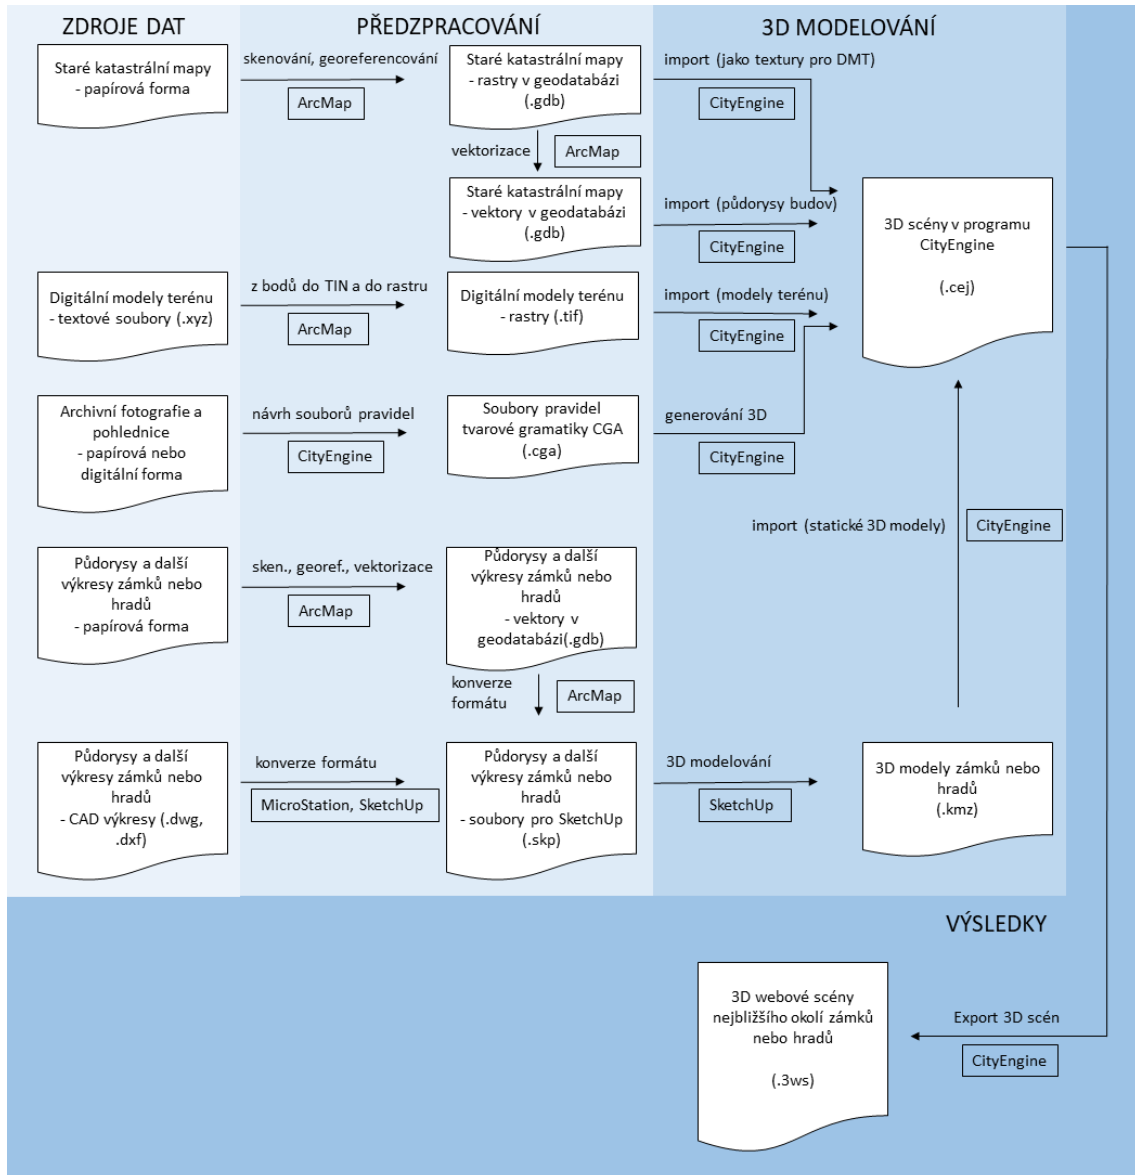 ZDROJE DAT
PŘEDZPRACOVÁNÍ
3D MODELOVÁNÍ
Staré katastrální mapy
- papírová forma
skenování, georeferencování
ArcMap
Staré katastrální mapy
- rastry v geodatabázi
(.gdb)
import (jako textury pro DMT)
CityEngine
vektorizace
ArcMap
Staré katastrální mapy
- vektory v geodatabázi
(.gdb)
import (půdorysy budov)
CityEngine
3D scény v programu
CityEngine
(.cej)
Digitální modely terénu
- textové soubory (.xyz)
z bodů do TIN a do rastru
ArcMap
Digitální modely terénu
- rastry (.tif)
import (modely terénu)
CityEngine
Archivní fotografie a
pohlednice
- papírová nebo
digitální forma
návrh souborů pravidel
CityEngine
Soubory pravidel
tvarové gramatiky CGA
(.cga)
generování 3D
CityEngine
import (statické 3D modely)
CityEngine
Půdorysy a další
výkresy zámků nebo
hradů
- papírová forma
sken., georef., vektorizace
ArcMap
Půdorysy a další
výkresy zámků nebo
hradů
- vektory v
geodatabázi(.gdb)
konverze
formátu
ArcMap
Půdorysy a další
výkresy zámků nebo
hradů
- CAD výkresy (.dwg,
.dxf)
konverze formátu
MicroStation, SketchUp
Půdorysy a další
výkresy zámků nebo
hradů
- soubory pro SketchUp
(.skp)
3D modelování
SketchUp
3D modely zámků nebo
hradů
(.kmz)
VÝSLEDKY
3D webové scény
nejbližšího okolí zámků
nebo hradů
(.3ws)
Export 3D scén
CityEngine